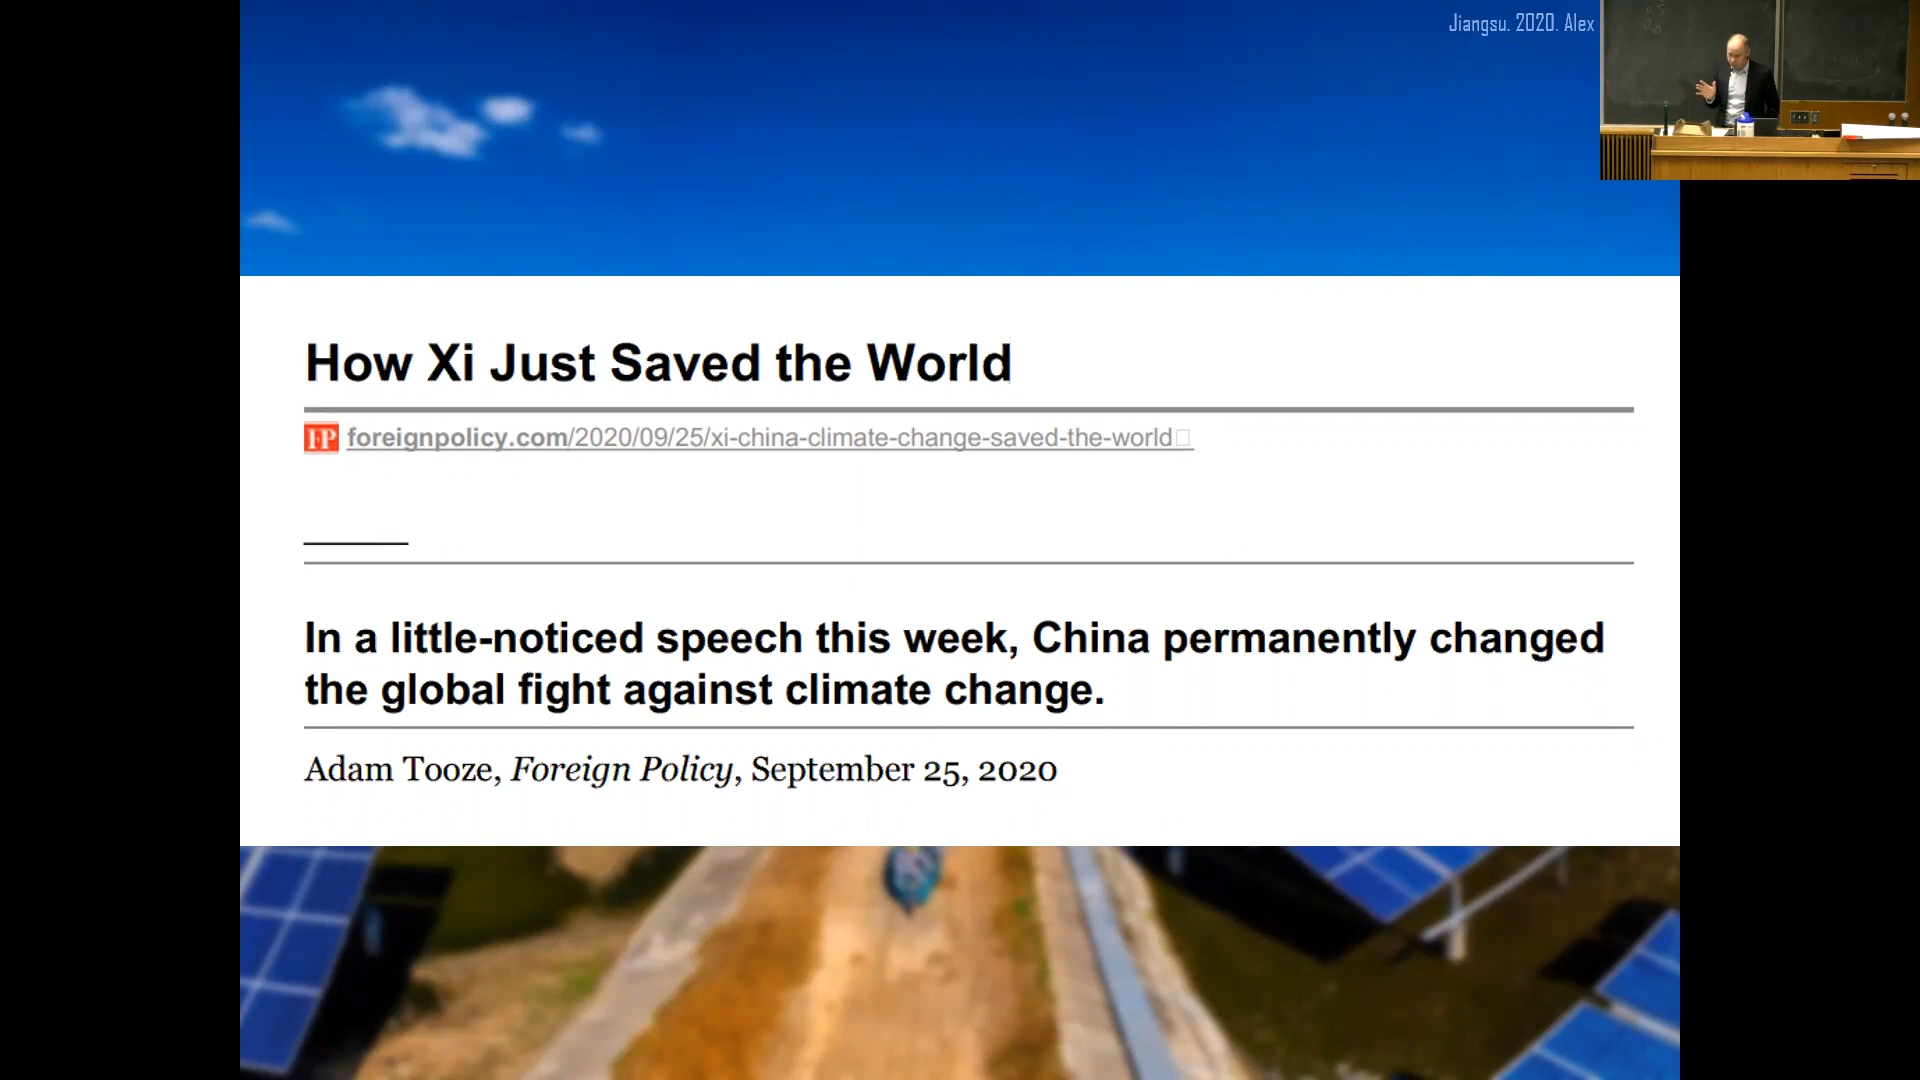 Jiangsu. 2020. Alex
How Xi Just Saved the World
FP foreignpolicy.com/2020/09/25/xi-china-climate-change-saved-the-world
In a little-noticed speech this week, China permanently changed
the global fight against climate change.
Adam Tooze, Foreign Policy, September 25, 2020